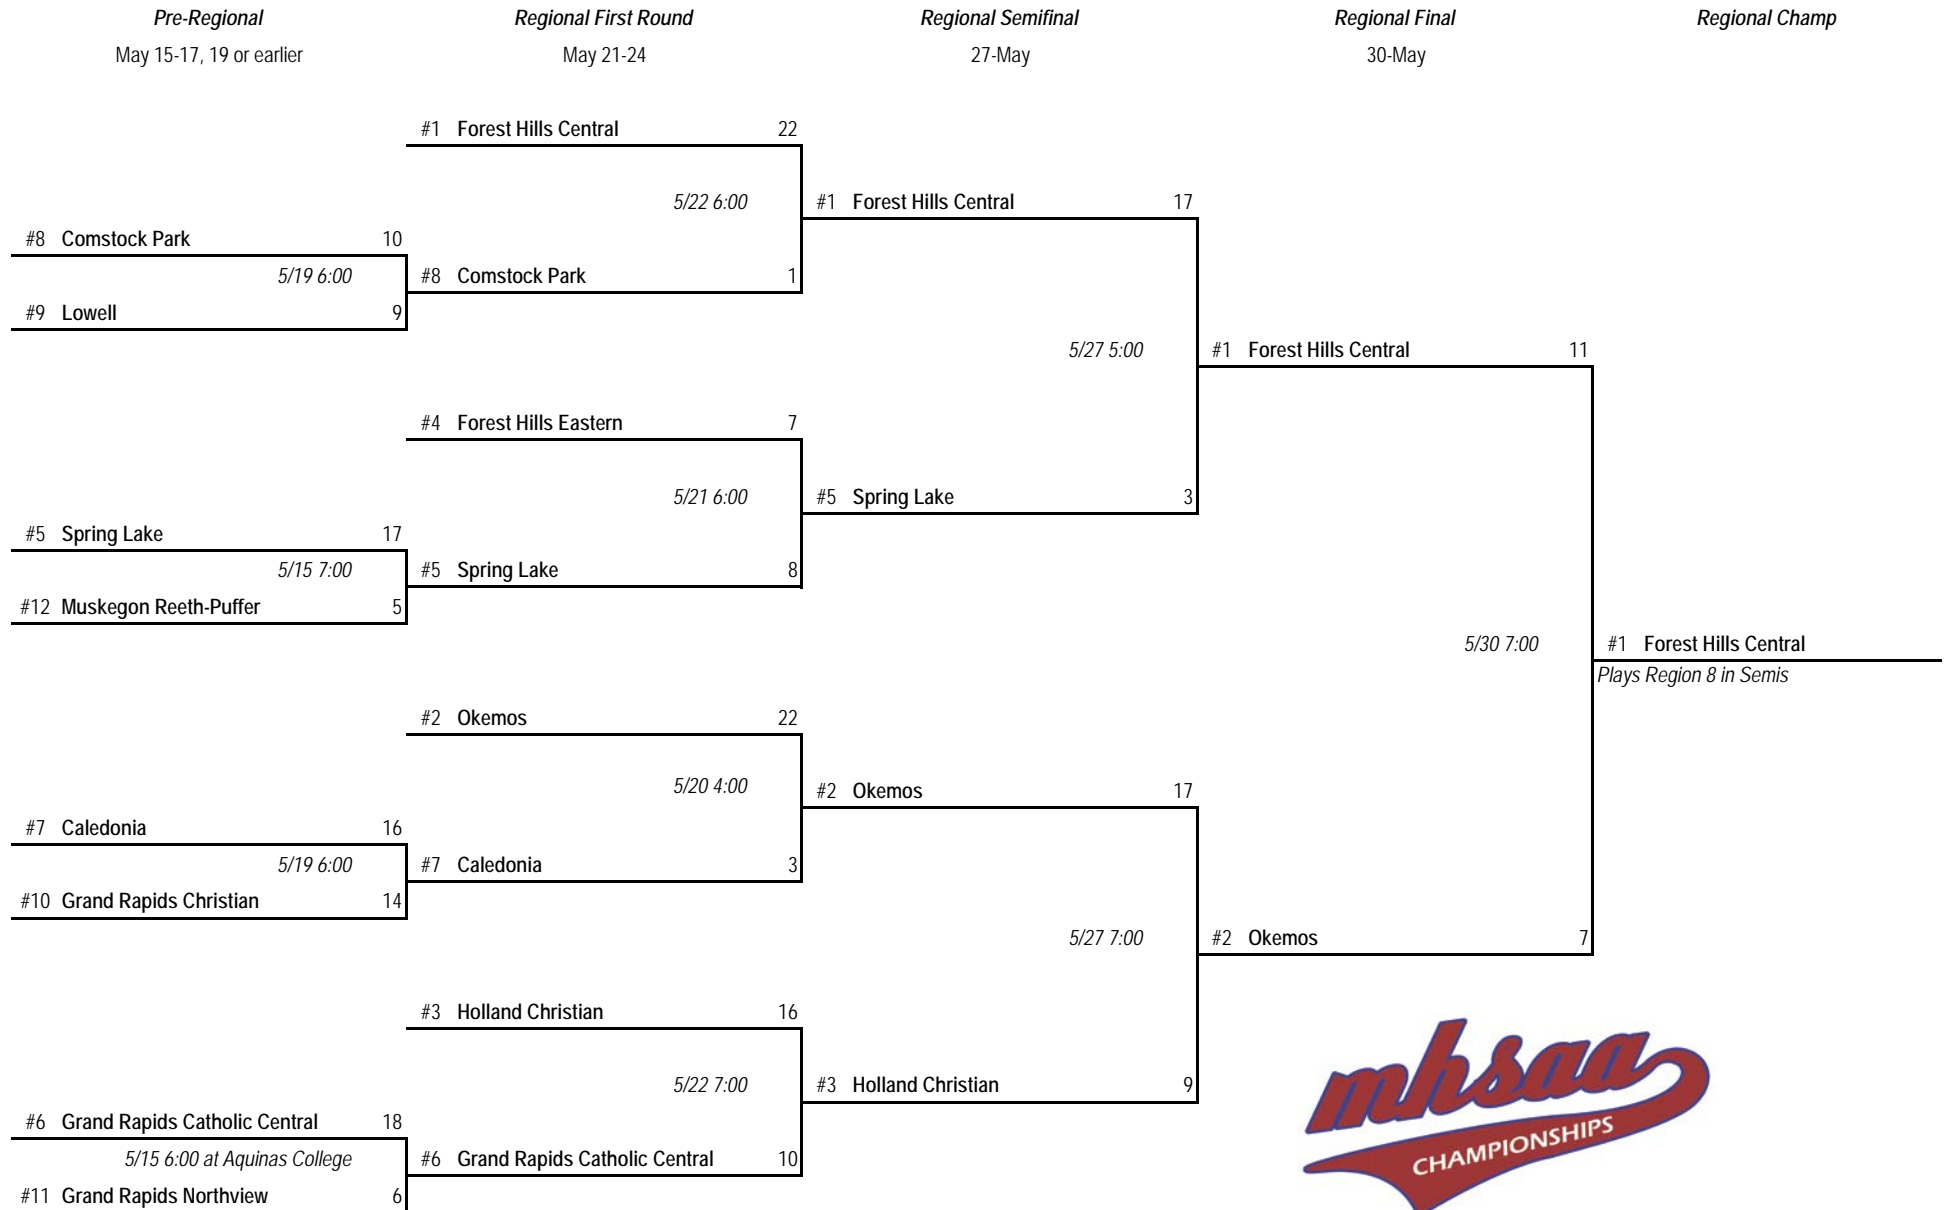 Pre-Regional Regional First Round Regional Semifinal Regional Final Regional Champ
May 15-17, 19 or earlier May 21-24 27-May 30-May
#1 Forest Hills Central 22
5/22 6:00 #1 Forest Hills Central 17
#8 Comstock Park 10
5/19 6:00 #8 Comstock Park 1
#9 Lowell 9
5/27 5:00 #1 Forest Hills Central 11
#4 Forest Hills Eastern 7
5/21 6:00 #5 Spring Lake 3
#5 Spring Lake 17
5/15 7:00 #5 Spring Lake 8
#12 Muskegon Reeth-Puffer 5
5/30 7:00 #1 Forest Hills Central
Plays Region 8 in Semis
#2 Okemos 22
5/20 4:00 #2 Okemos 17
#7 Caledonia 16
5/19 6:00 #7 Caledonia 3
#10 Grand Rapids Christian 14
5/27 7:00 #2 Okemos 7
#3 Holland Christian 16
5/22 7:00 #3 Holland Christian 9
#6 Grand Rapids Catholic Central 18
5/15 6:00 at Aquinas College #6 Grand Rapids Catholic Central 10
#11 Grand Rapids Northview 6
mhsaa
CHAMPIONSHIPS